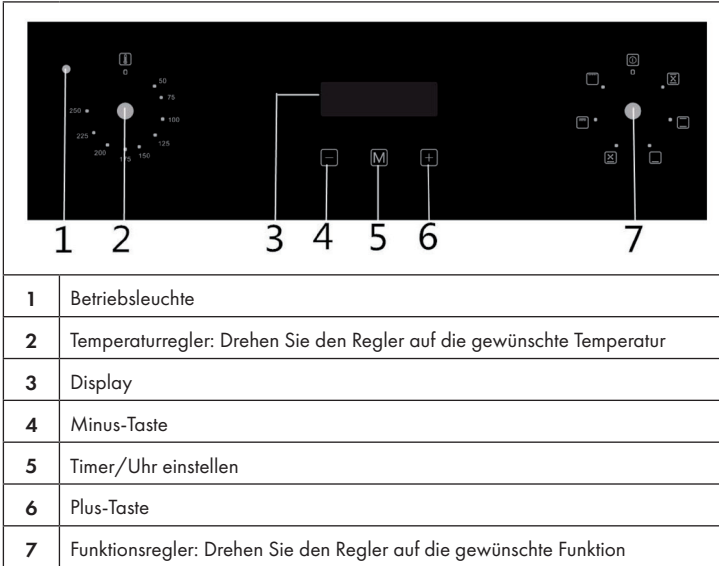 50
75
100
125
150
175
200
225
250
M
1 2 3 4 5 6 7
1 Betriebsleuchte
2 Temperaturregler: Drehen Sie den Regler auf die gewünschte Temperatur
3 Display
4 Minus-Taste
5 Timer/Uhr einstellen
6 Plus-Taste
7 Funktionsregler: Drehen Sie den Regler auf die gewünschte Funktion